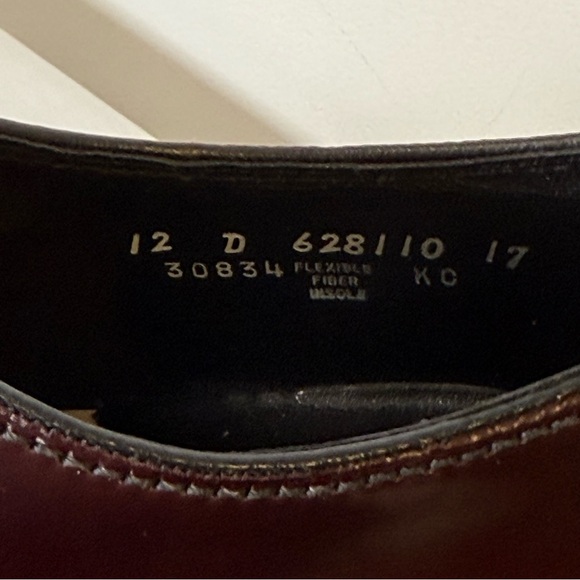 12 D 628110 17
30834 FLEXIBLE KC
FIBER
INSOLE